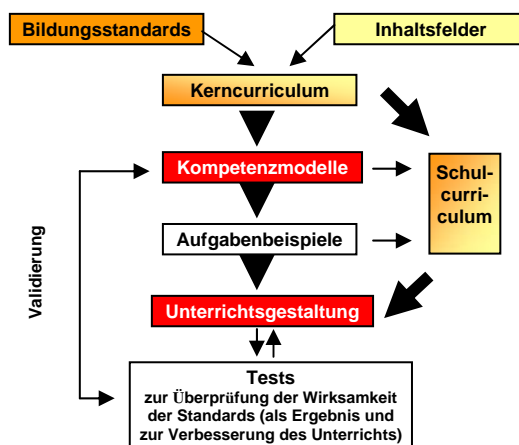 Bildungsstandards
Inhaltsfelder
Kerncurriculum
Kompetenzmodelle
Schul-
curri-
culum
Aufgabenbeispiele
Validierung
Unterrichtsgestaltung
Tests
zur Überprüfung der Wirksamkeit
der Standards (als Ergebnis und
zur Verbesserung des Unterrichts)